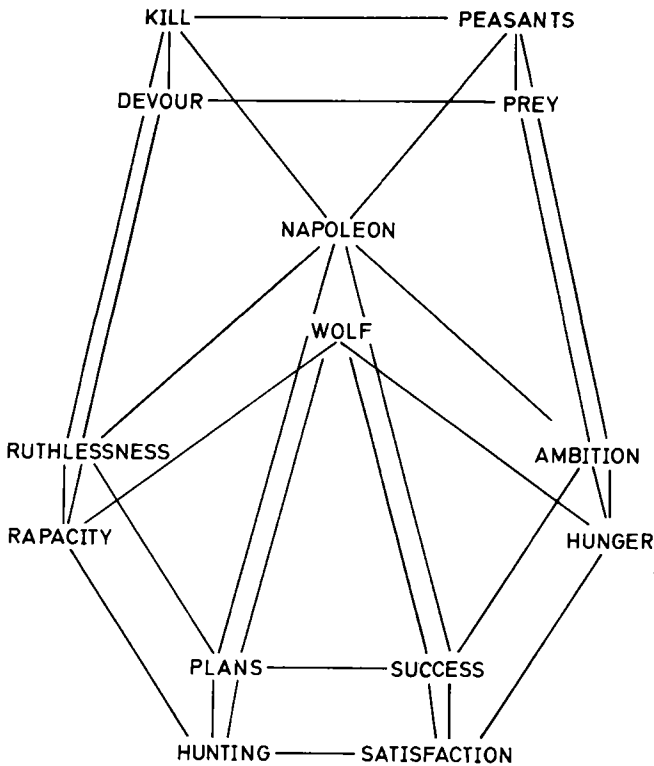 KILL PEASANTS
DEVOUR PREY
NAPOLEON
WOLF
RUTHLESSNESS AMBITION
RAPACITY HUNGER
PLANS SUCCESS
HUNTING SATISFACTION